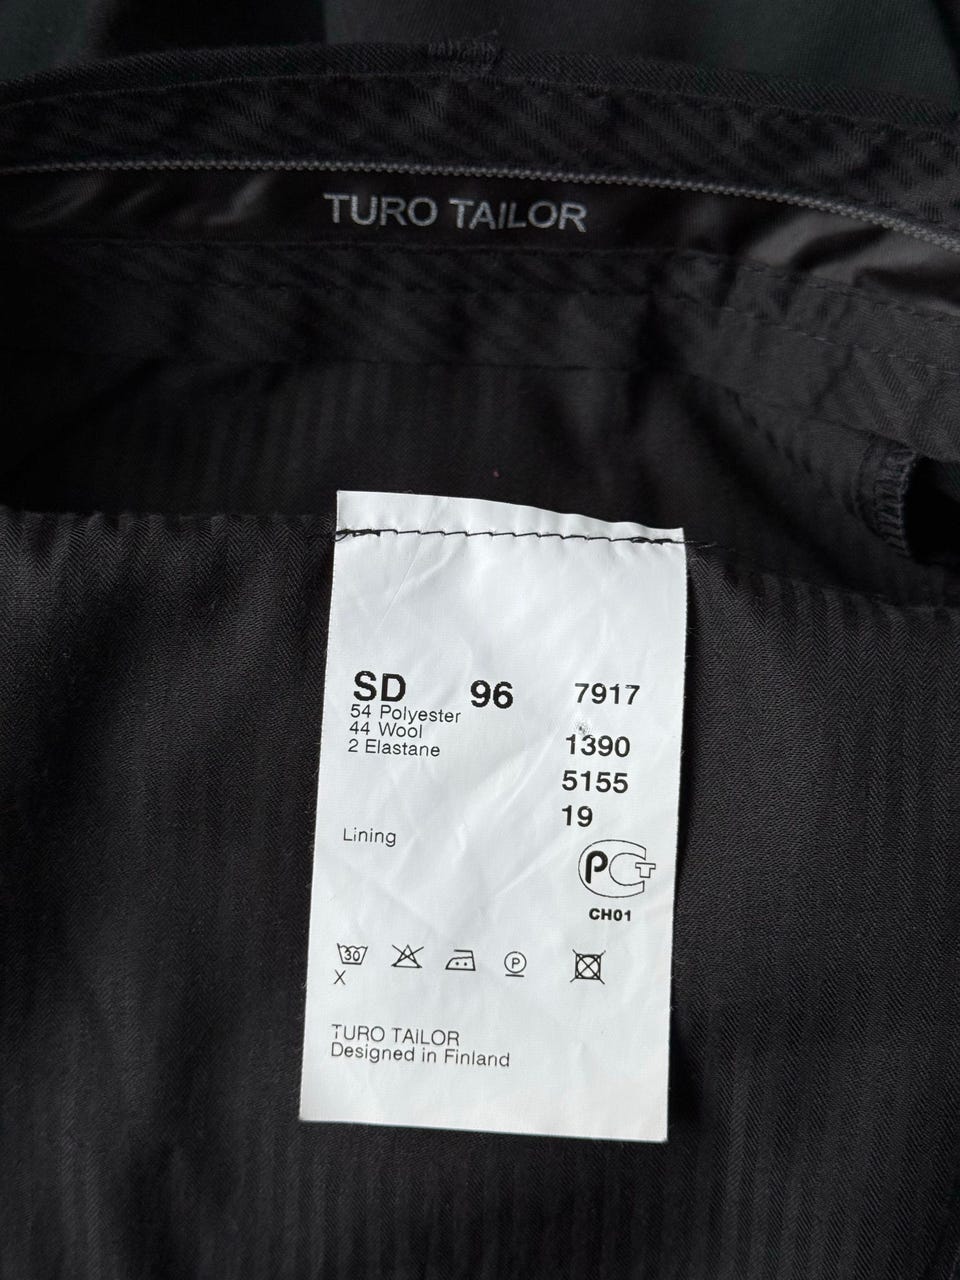 TURO TAILOR
SD 96 7917
54 Polyester
44 Wool
2 Elastane
1390
5155
19
Lining
PCT
CH01
30 P
X
TURO TAILOR
Designed in Finland